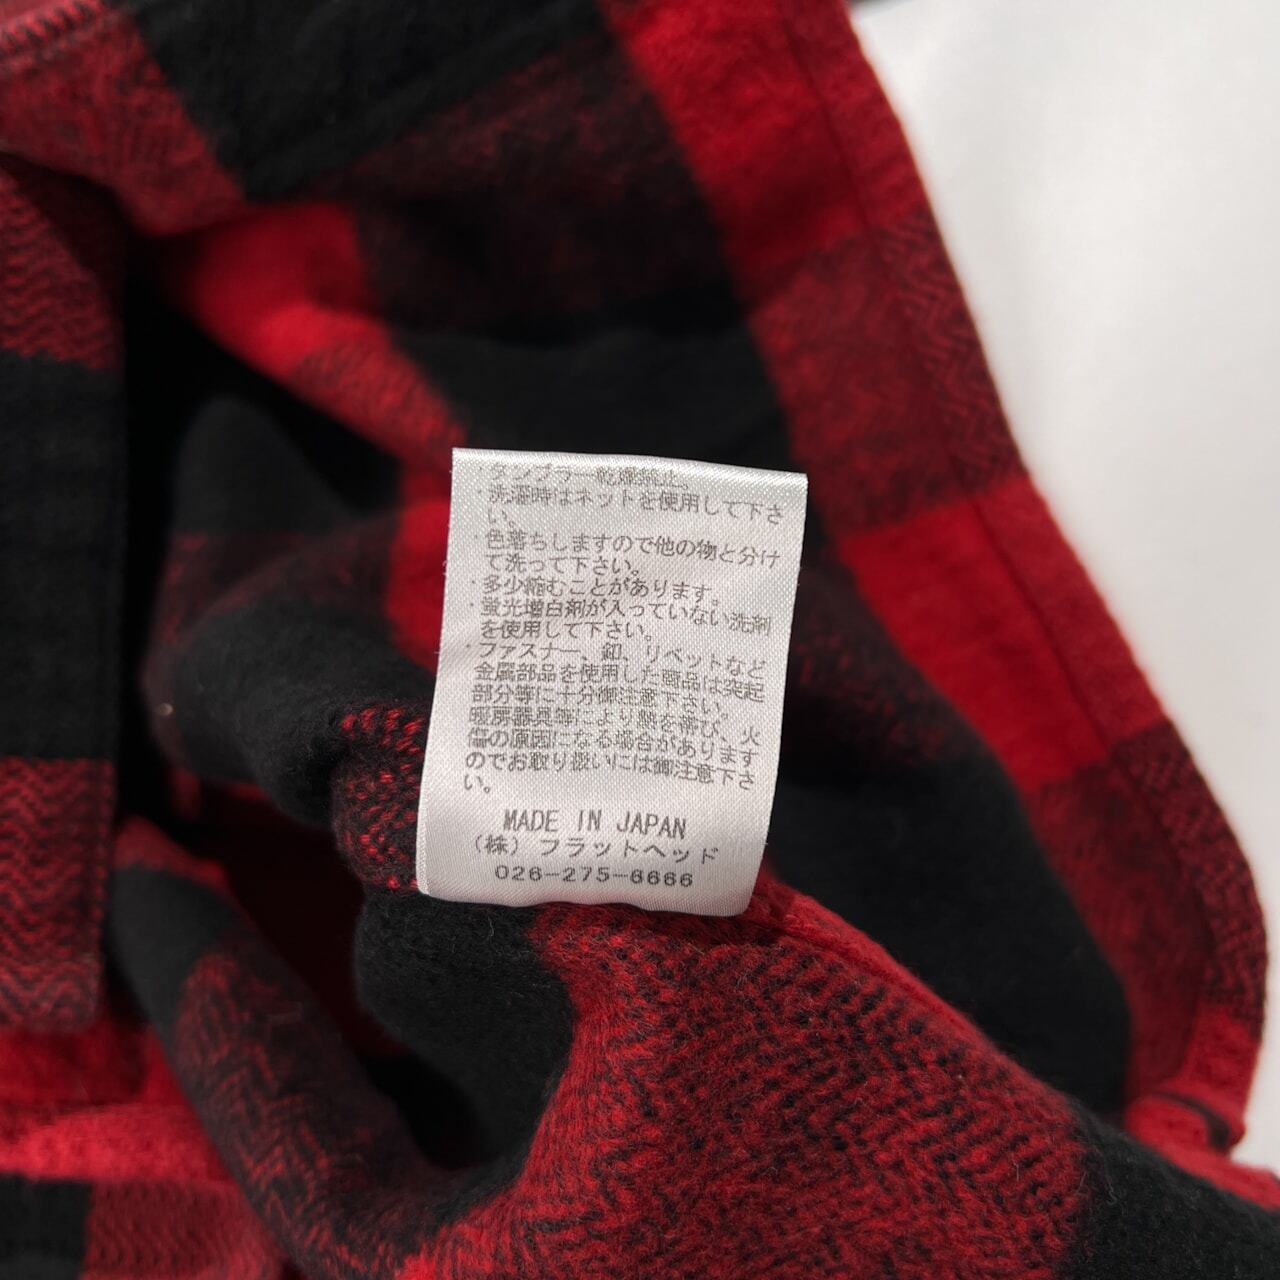 ・タンブラー乾燥禁止。
・洗濯時はネットを使用して下さ
い。
・色落ちしますので他の物と分け
て洗って下さい。
・多少縮むことがあります。
・蛍光増白剤が入っていない洗剤
を使用して下さい。
・ファスナー、釦、リベットなど
金属部品を使用した商品は突起
部分等に十分御注意下さい。
暖房器具等により熱を帯び、火
傷の原因になる場合があります
のでお取り扱いには御注意下さ
い。
MADE IN JAPAN
(株) フラットヘッド
026-275-6666